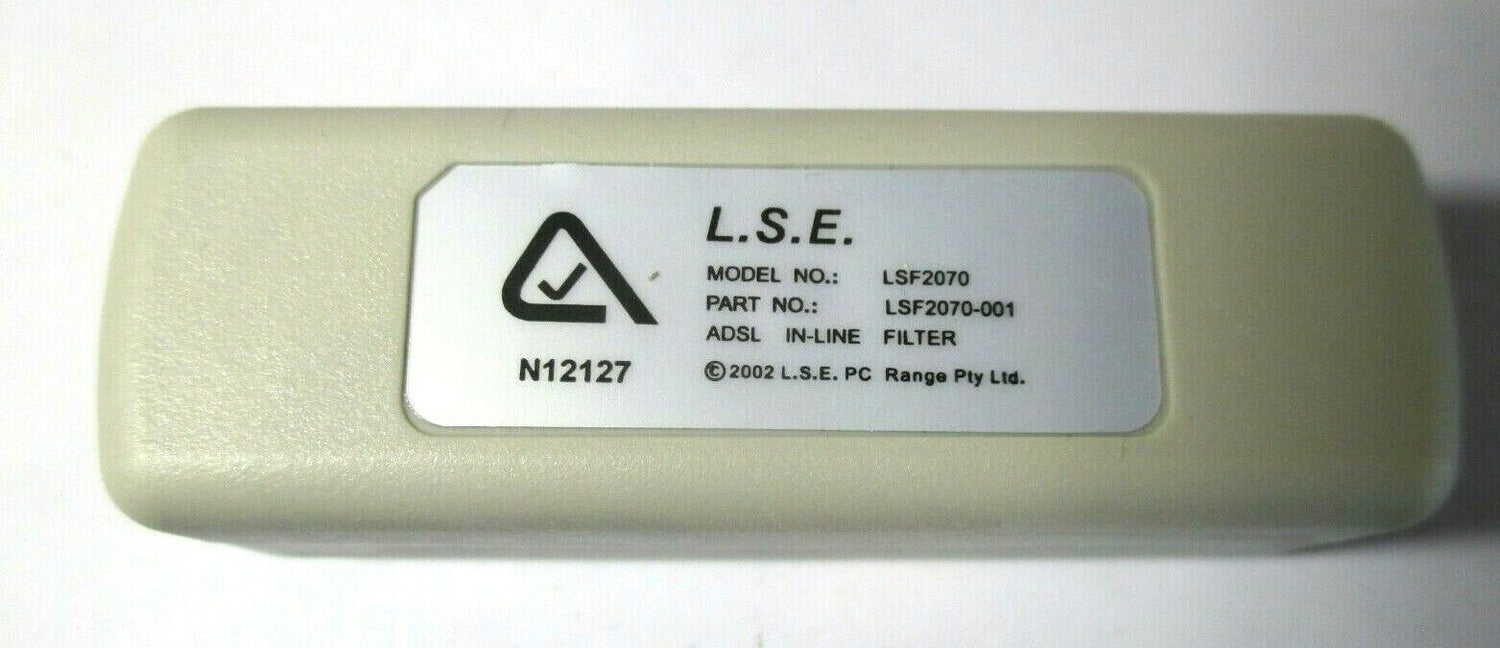 L.S.E.
MODEL NO.: LSF2070
PART NO.: LSF2070-001
ADSL IN-LINE FILTER
N12127
©2002 L.S.E. PC Range Pty Ltd.